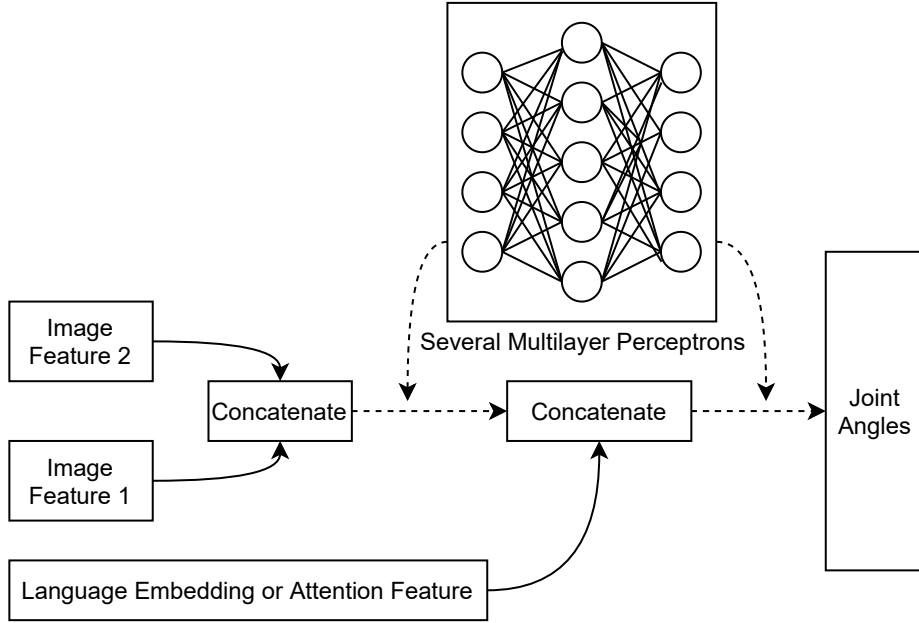 Several Multilayer Perceptrons
Image
Feature 2
Concatenate
Concatenate
Joint
Angles
Image
Feature 1
Language Embedding or Attention Feature